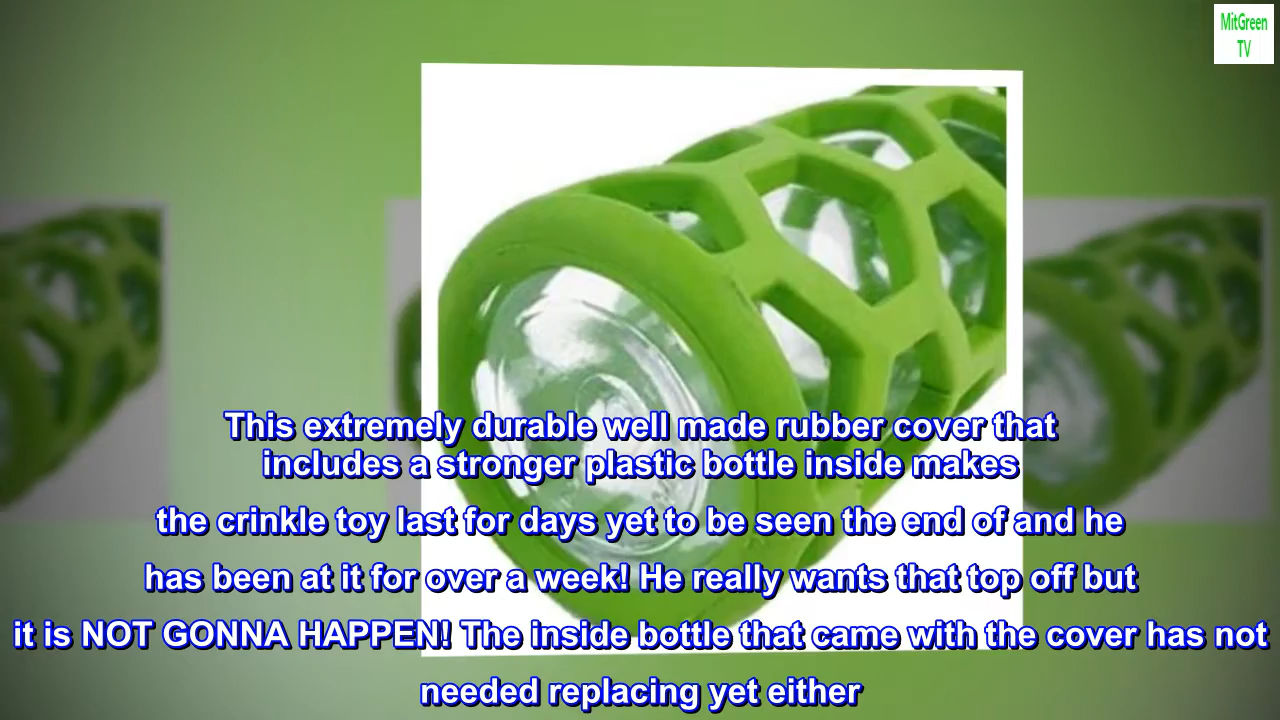 MitGreen
TV
This extremely durable well made rubber cover that
includes a stronger plastic bottle inside makes
the crinkle toy last for days yet to be seen the end of and he
has been at it for over a week! He really wants that top off but
it is NOT GONNA HAPPEN! The inside bottle that came with the cover has not
needed replacing yet either